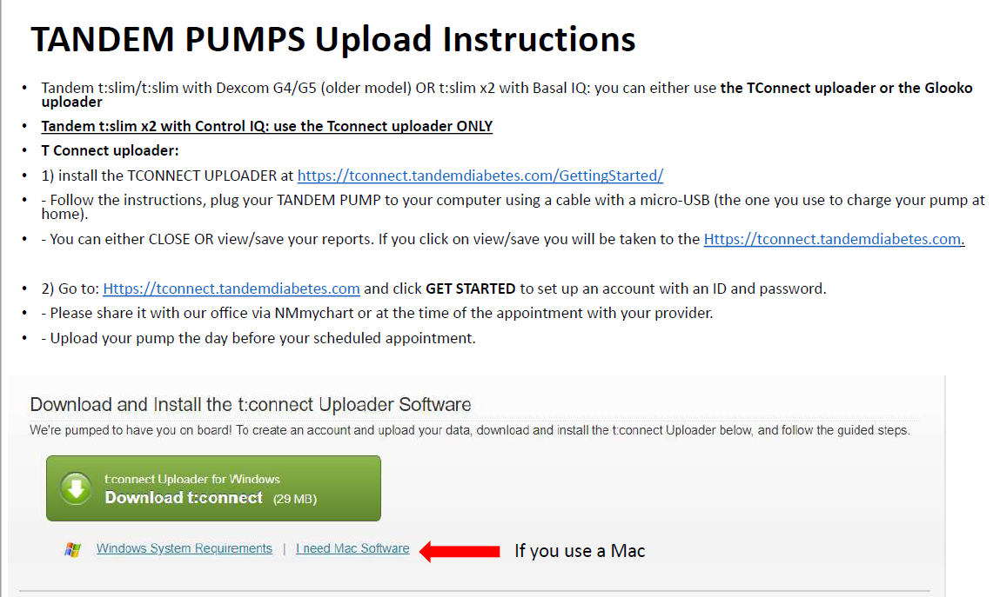 TANDEM PUMPS Upload Instructions
• Tandem t:slim/t:slim with Dexcom G4/G5 (older model) OR t:slim x2 with Basal IQ: you can either use the TConnect uploader or the Glooko
uploader
• Tandem t:slim x2 with Control IQ: use the Tconnect uploader ONLY
• T Connect uploader:
• 1) install the TCONNECT UPLOADER at https://tconnect.tandemdiabetes.com/GettingStarted/
• - Follow the instructions, plug your TANDEM PUMP to your computer using a cable with a micro-USB (the one you use to charge your pump at
home).
• - You can either CLOSE OR view/save your reports. If you click on view/save you will be taken to the Https://tconnect.tandemdiabetes.com.
• 2) Go to: Https://tconnect.tandemdiabetes.com and click GET STARTED to set up an account with an ID and password.
• - Please share it with our office via NMmychart or at the time of the appointment with your provider.
• - Upload your pump the day before your scheduled appointment.
Download and Install the t:connect Uploader Software
We're pumped to have you on board! To create an account and upload your data, download and install the t:connect Uploader below, and follow the guided steps.
t:connect Uploader for Windows
Download t:connect (29 MB)
Windows System Requirements | I need Mac Software If you use a Mac